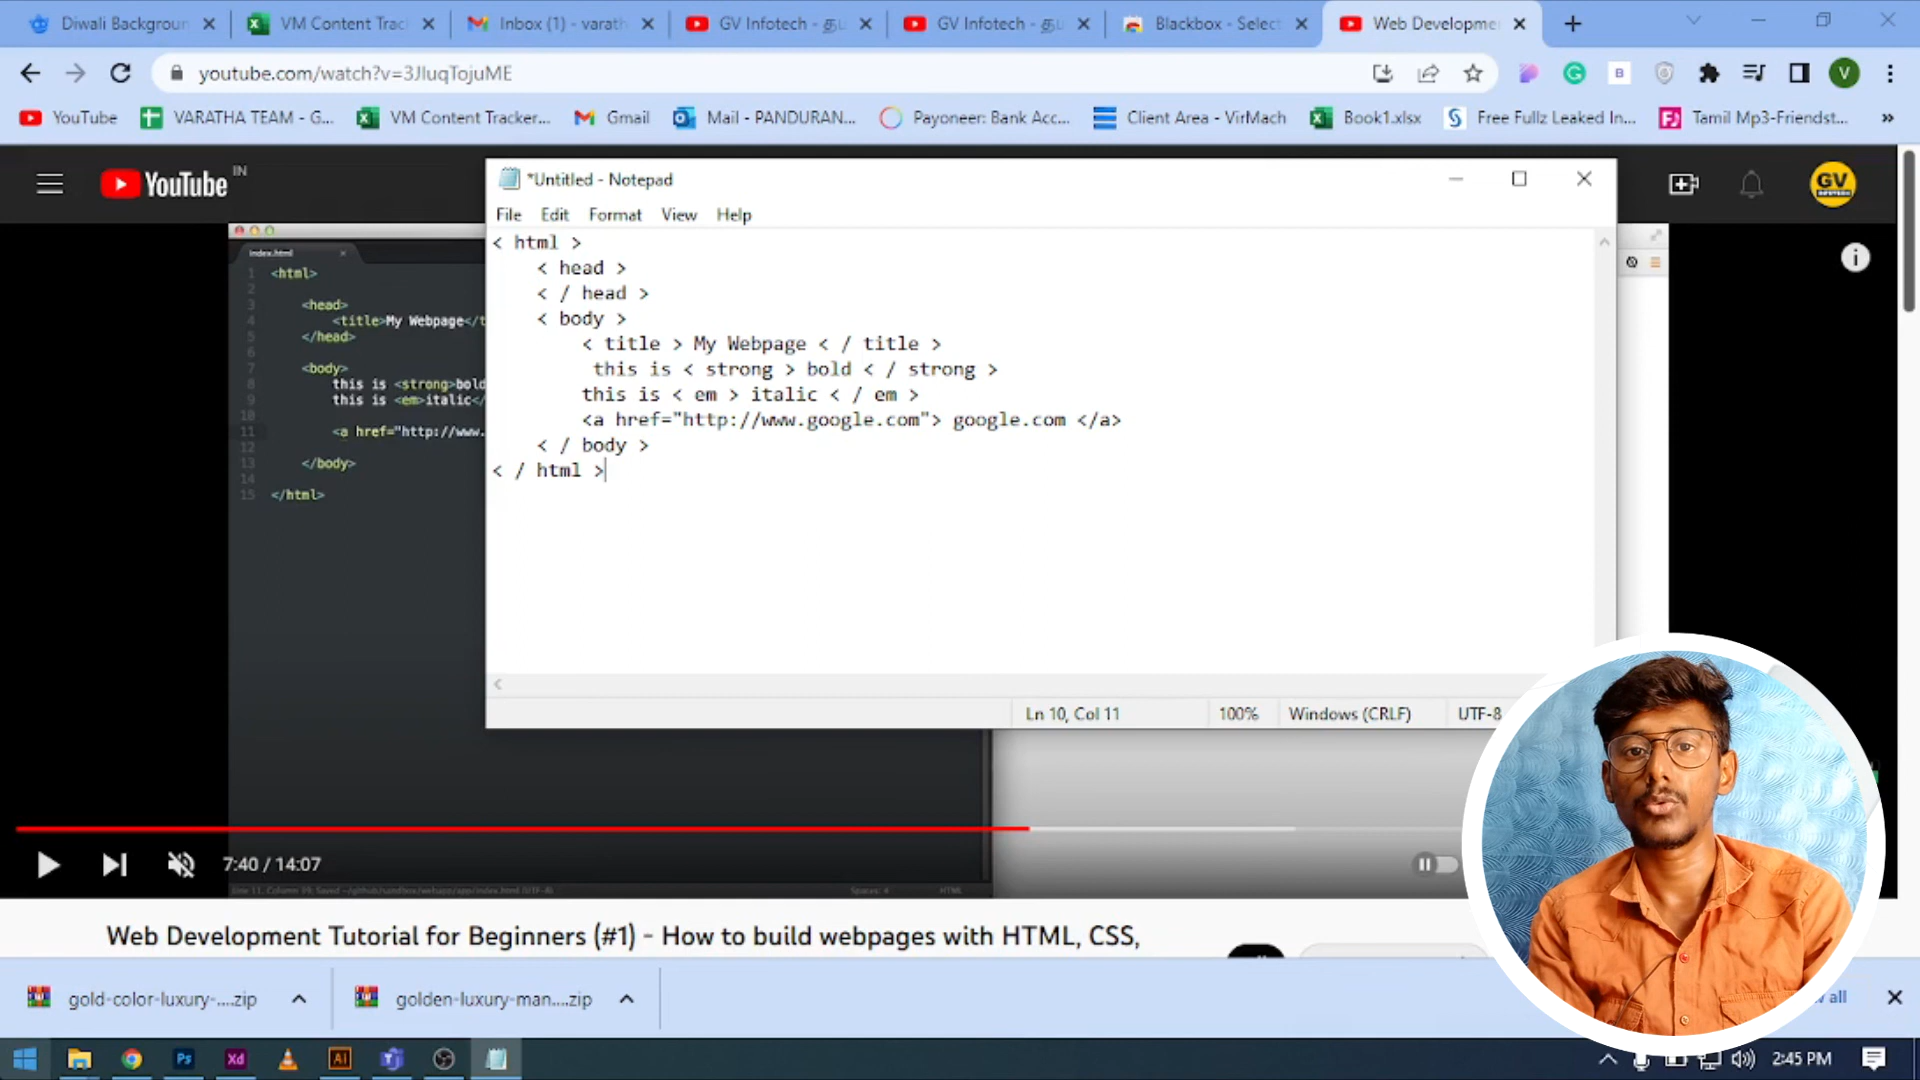 Diwali Backgroun
VM Content Trac
Inbox (1) - varath
GV Infotech - தமி
GV Infotech - தமி
Blackbox - Select
Web Developme
youtube.com/watch?v=3JluqTojuME
B
V
YouTube
VARATHA TEAM - G...
VM Content Tracker...
Gmail
Mail - PANDURAN...
Payoneer: Bank Acc...
Client Area - VirMach
Book1.xlsx
Free Fullz Leaked In...
Tamil Mp3-Friendst...
»
YouTube IN
GV
*Untitled - Notepad
File Edit Format View Help
< html >
< head >
< / head >
< body >
< title > My Webpage < / title >
this is < strong > bold < / strong >
this is < em > italic < / em >
<a href="http://www.google.com"> google.com </a>
< / body >
< / html >
Ln 10, Col 11
100%
Windows (CRLF)
UTF-8
index.html
1 <html>
2
3 <head>
4 <title>My Webpage</t
5 </head>
6
7 <body>
8 this is <strong>bold
9 this is <em>italic</
10
11 <a href="http://www.
12
13 </body>
14
15 </html>
7:40 / 14:07
Web Development Tutorial for Beginners (#1) - How to build webpages with HTML, CSS,
gold-color-luxury-....zip
golden-luxury-man....zip
all
Ps
Xd
Ai
2:45 PM